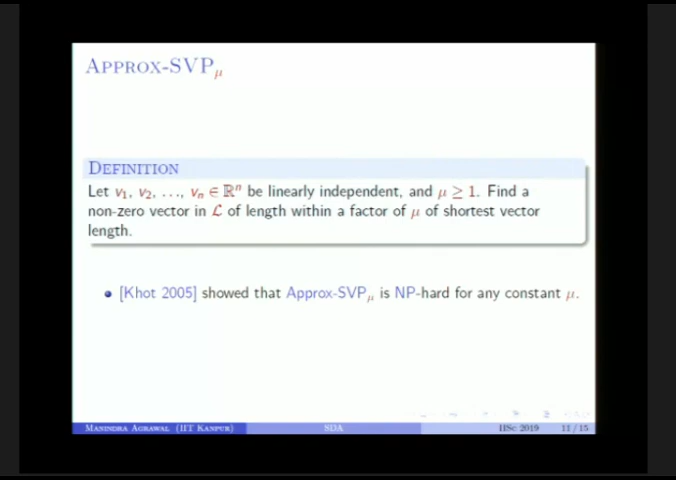 APPROX-SVP_μ
DEFINITION
Let v₁, v₂, …, vₙ ∈ ℝⁿ be linearly independent, and μ ≥ 1. Find a
non-zero vector in ℒ of length within a factor of μ of shortest vector
length.
• [Khot 2005] showed that Approx-SVP_μ is NP-hard for any constant μ.
MANINDRA AGRAWAL (IIT KANPUR) SDA IISC 2019 11 / 15